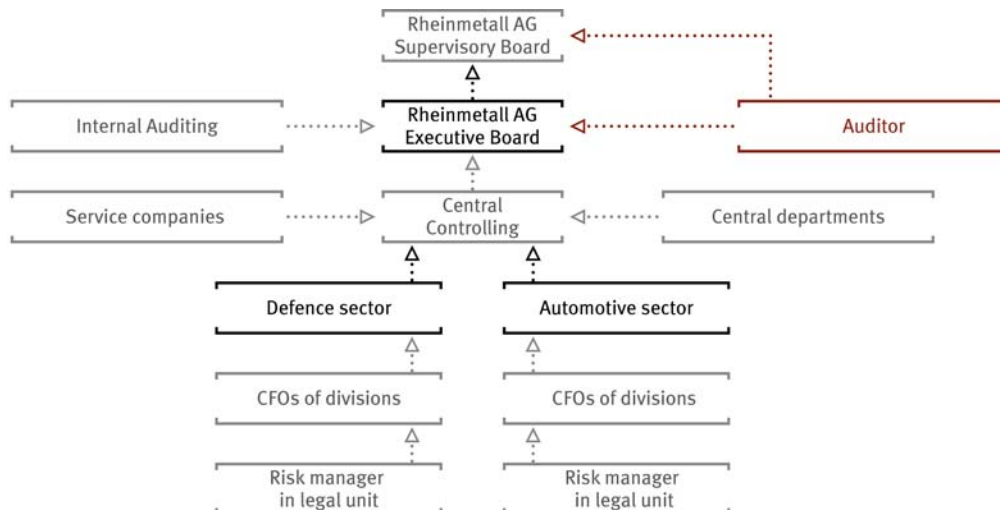 Rheinmetall AG
Supervisory Board
Internal Auditing
Rheinmetall AG
Executive Board
Auditor
Service companies
Central
Controlling
Central departments
Defence sector
Automotive sector
CFOs of divisions
CFOs of divisions
Risk manager
in legal unit
Risk manager
in legal unit